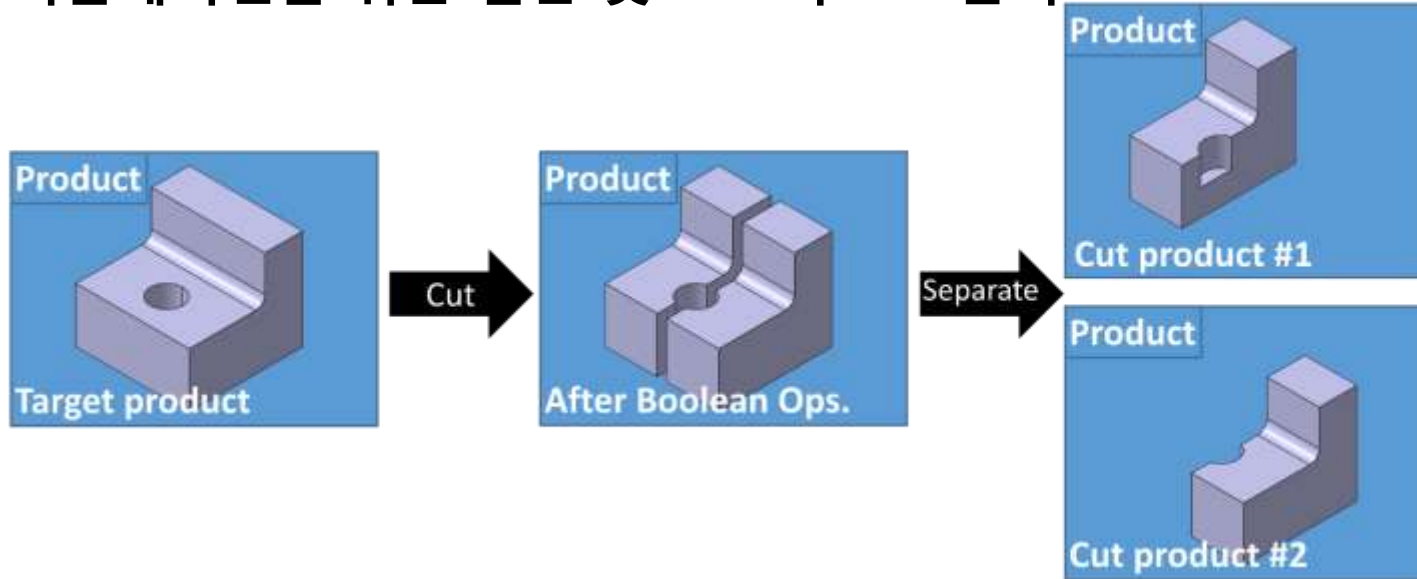 Product
Target product
Cut
Product
After Boolean Ops.
Separate
Product
Cut product #1
Product
Cut product #2